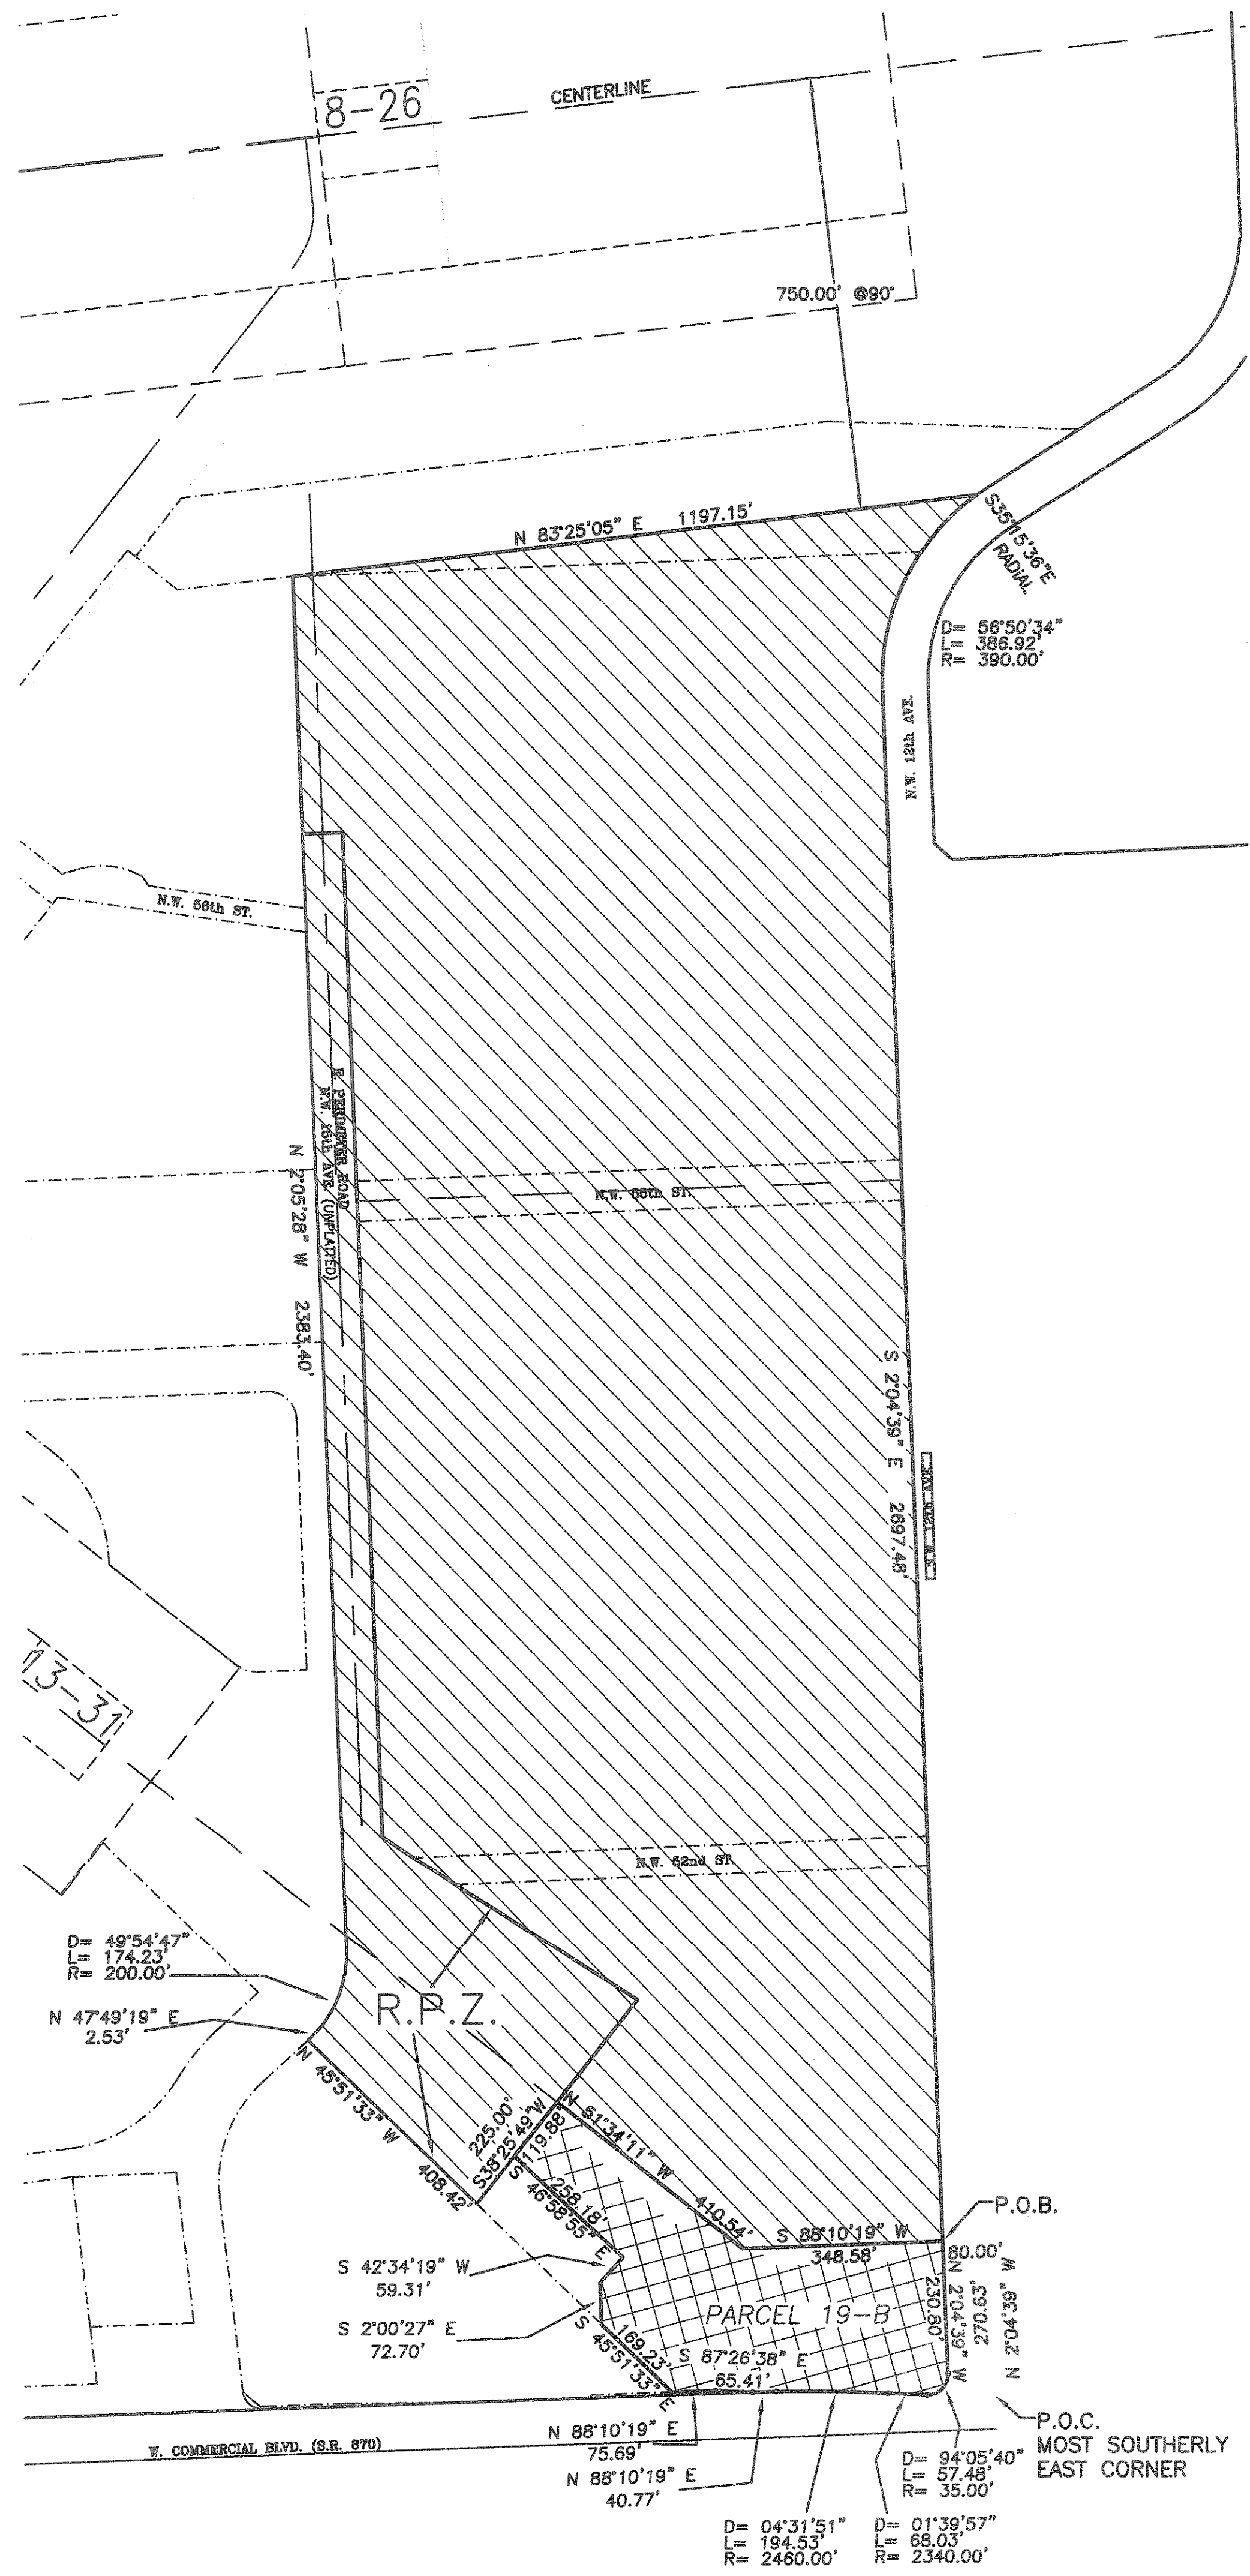 8-26
CENTERLINE
750.00' @90°
N 83°25'05" E 1197.15'
S35°15'36"E
RADIAL
D= 56°50'34"
L= 386.92'
R= 390.00'
N.W. 12th AVE.
N.W. 56th ST.
E. PERIMETER ROAD
N.W. 15th AVE. (UNPLATTED)
N 2°05'28" W 2383.40'
N.W. 55th ST.
S 2°04'39" E 2697.48'
N.W. 12th AVE.
13-31
N.W. 52nd ST.
D= 49°54'47"
L= 174.23'
R= 200.00'
N 47°49'19" E
2.53'
R.P.Z.
N 45°51'33" W 408.42'
225.00'
S38°25'49"W
119.88'
N 51°34'11" W 410.54'
258.18'
S 46°58'55" E
S 88°10'19" W
348.58'
P.O.B.
80.00'
N 2°04'39" W
230.80'
270.63'
N 2°04'39" W
S 42°34'19" W
59.31'
S 2°00'27" E
72.70'
PARCEL 19-B
169.23'
S 45°51'33" E
S 87°26'38" E
65.41'
N 88°10'19" E
75.69'
N 88°10'19" E
40.77'
W. COMMERCIAL BLVD. (S.R. 870)
P.O.C.
MOST SOUTHERLY
EAST CORNER
D= 94°05'40"
L= 57.48'
R= 35.00'
D= 04°31'51"
L= 194.53'
R= 2460.00'
D= 01°39'57"
L= 68.03'
R= 2340.00'